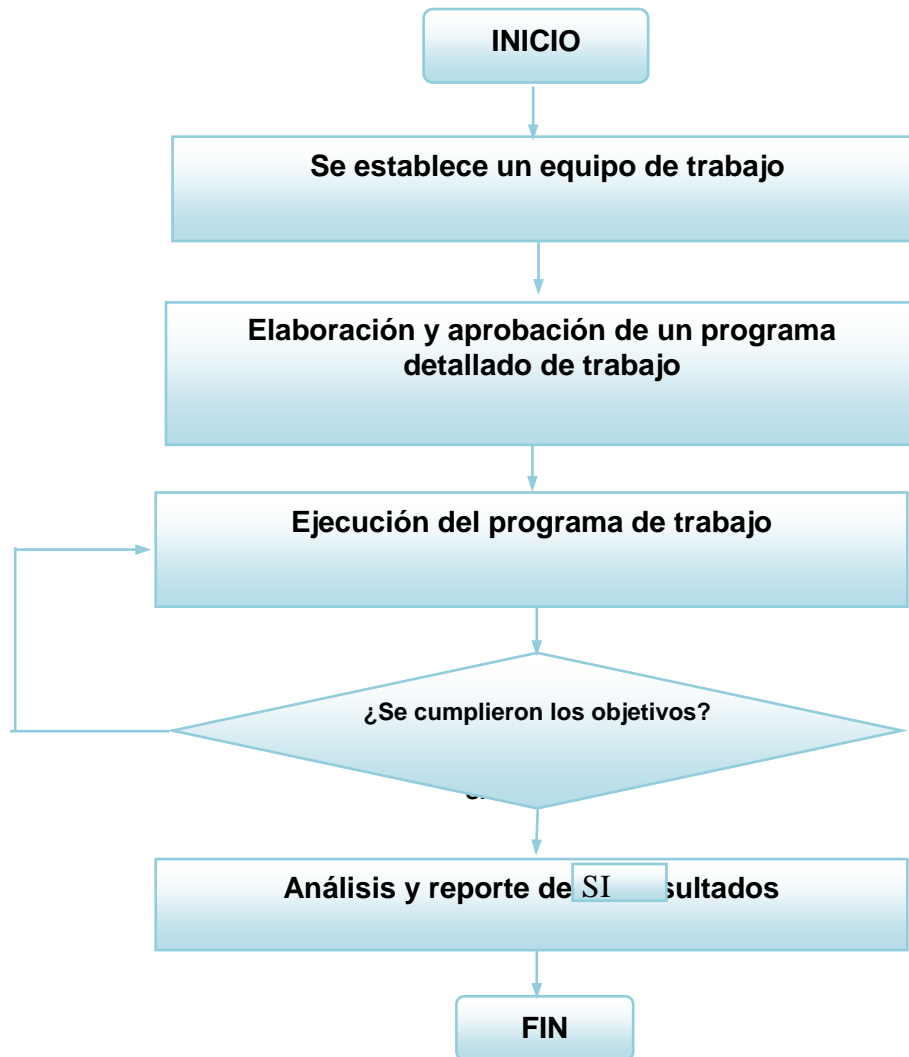 INICIO
Se establece un equipo de trabajo
Elaboración y aprobación de un programa
detallado de trabajo
Ejecución del programa de trabajo
¿Se cumplieron los objetivos?
Análisis y reporte de SI sultados
FIN